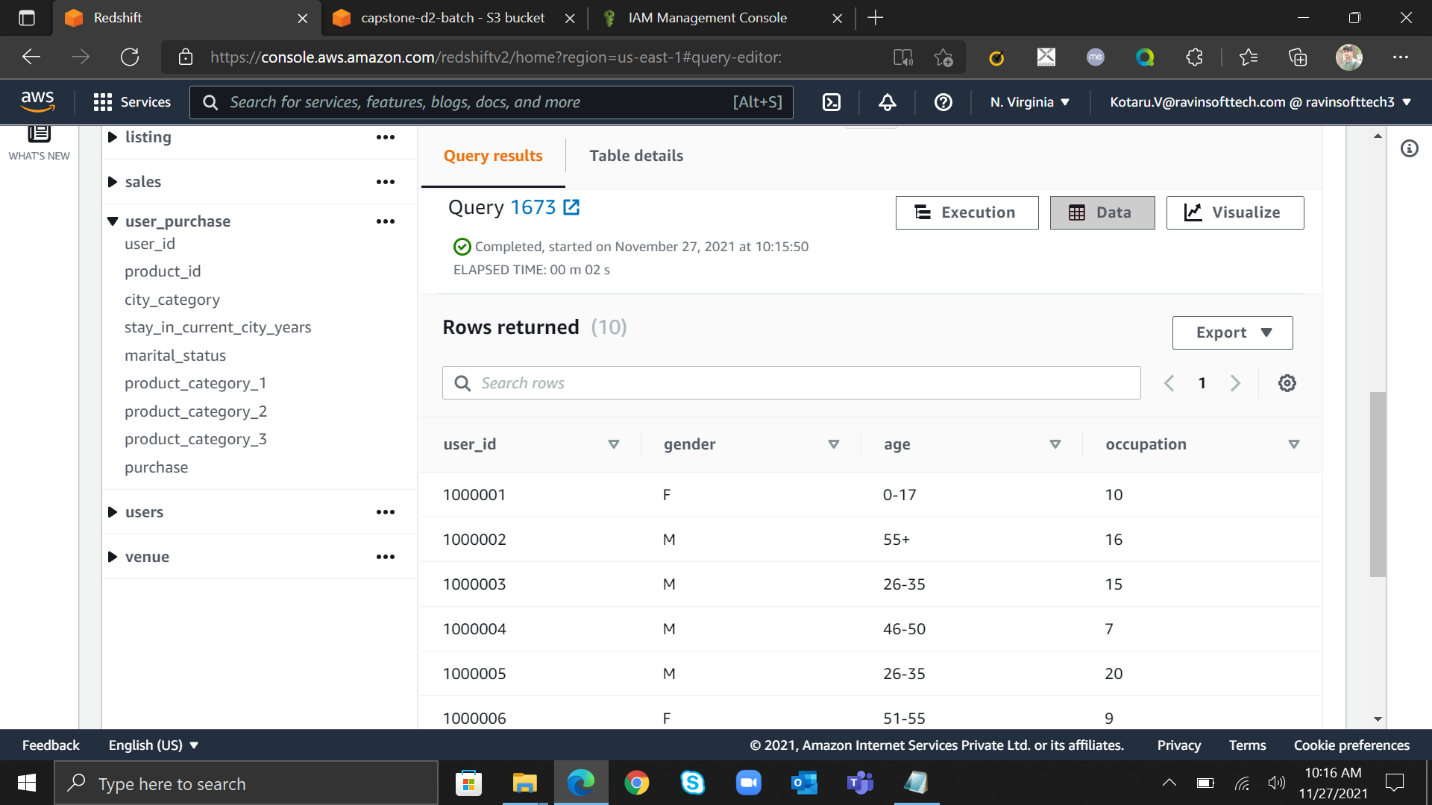 Redshift
capstone-d2-batch - S3 bucket
IAM Management Console
https://console.aws.amazon.com/redshiftv2/home?region=us-east-1#query-editor:
aws
Services
Search for services, features, blogs, docs, and more
[Alt+S]
N. Virginia
Kotaru.V@ravinsofttech.com @ ravinsofttech3
WHAT'S NEW
listing
sales
user_purchase
user_id
product_id
city_category
stay_in_current_city_years
marital_status
product_category_1
product_category_2
product_category_3
purchase
users
venue
Query results
Table details
Query 1673
Execution
Data
Visualize
Completed, started on November 27, 2021 at 10:15:50
ELAPSED TIME: 00 m 02 s
Rows returned (10)
Export
Search rows
1
user_id gender age occupation
1000001 F 0-17 10
1000002 M 55+ 16
1000003 M 26-35 15
1000004 M 46-50 7
1000005 M 26-35 20
1000006 F 51-55 9
Feedback
English (US)
© 2021, Amazon Internet Services Private Ltd. or its affiliates.
Privacy
Terms
Cookie preferences
Type here to search
10:16 AM
11/27/2021